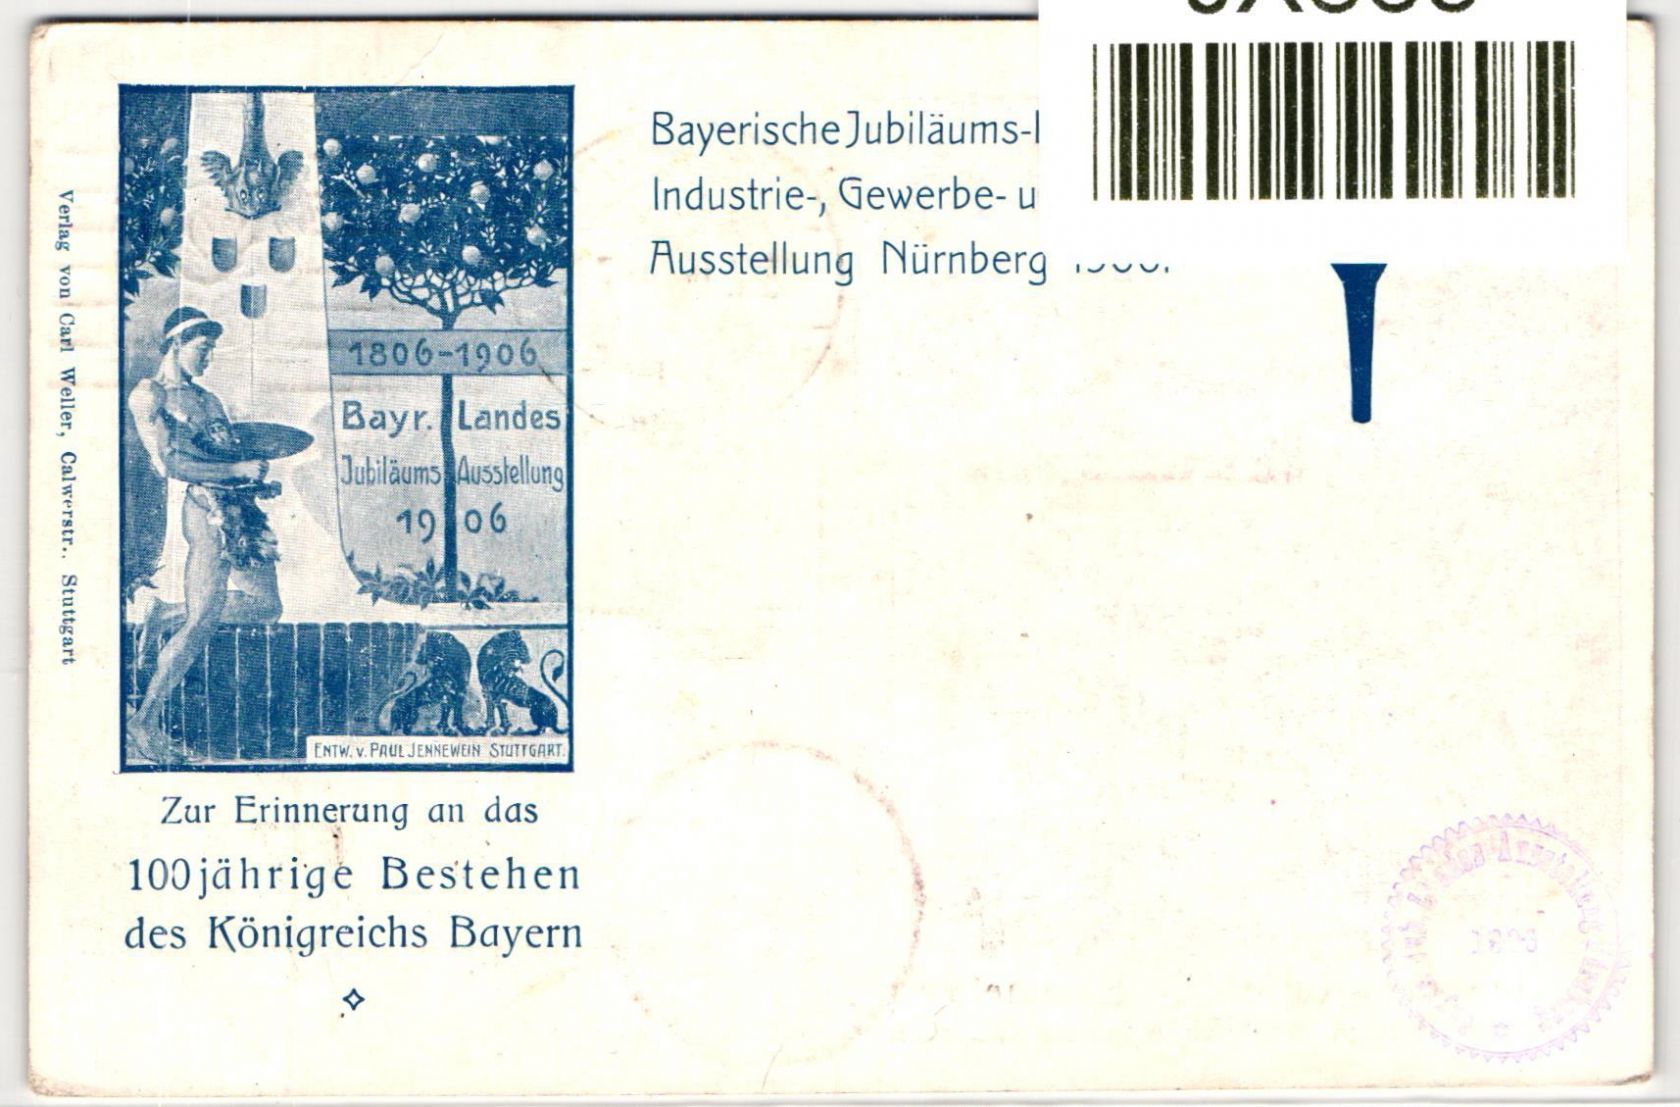 Bayerische Jubiläums-
Industrie-, Gewerbe-
Ausstellung Nürnberg
Verlag von Carl Weller, Calwerstr., Stuttgart
1806-1906
Bayr. Landes
Jubiläums Ausstellung
1906
ENTW. v. PAUL JENNEWEIN STUTTGART.
Zur Erinnerung an das
100jährige Bestehen
des Königreichs Bayern